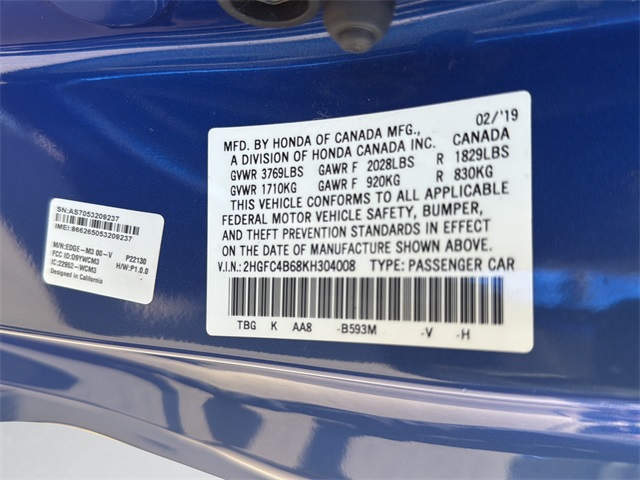 MFD. BY HONDA OF CANADA MFG., 02/'19
A DIVISION OF HONDA CANADA INC. CANADA
GVWR 3769LBS GAWR F 2028LBS R 1829LBS
GVWR 1710KG GAWR F 920KG R 830KG
THIS VEHICLE CONFORMS TO ALL APPLICABLE
FEDERAL MOTOR VEHICLE SAFETY, BUMPER,
AND THEFT PREVENTION STANDARDS IN EFFECT
ON THE DATE OF MANUFACTURE SHOWN ABOVE.
V.I.N.: 2HGFC4B68KH304008 TYPE: PASSENGER CAR
TBG K AA8 -B593M -V -H
SN: AS7053209237
IMEI: 866265053209237
M/N: EDGE-M3 00-V P22130
FCC ID: D9YWCM3 H/W: P1.0.0
IC: 22952-WCM3
Designed in California